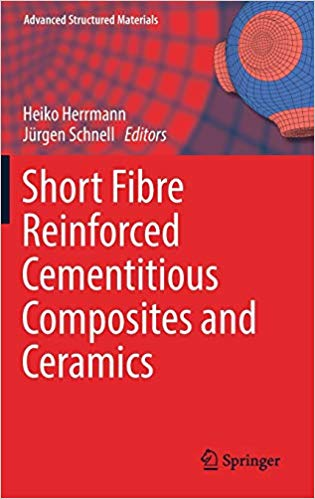 Advanced Structured Materials
Heiko Herrmann
Jürgen Schnell Editors
Short Fibre
Reinforced
Cementitious
Composites and
Ceramics
Springer